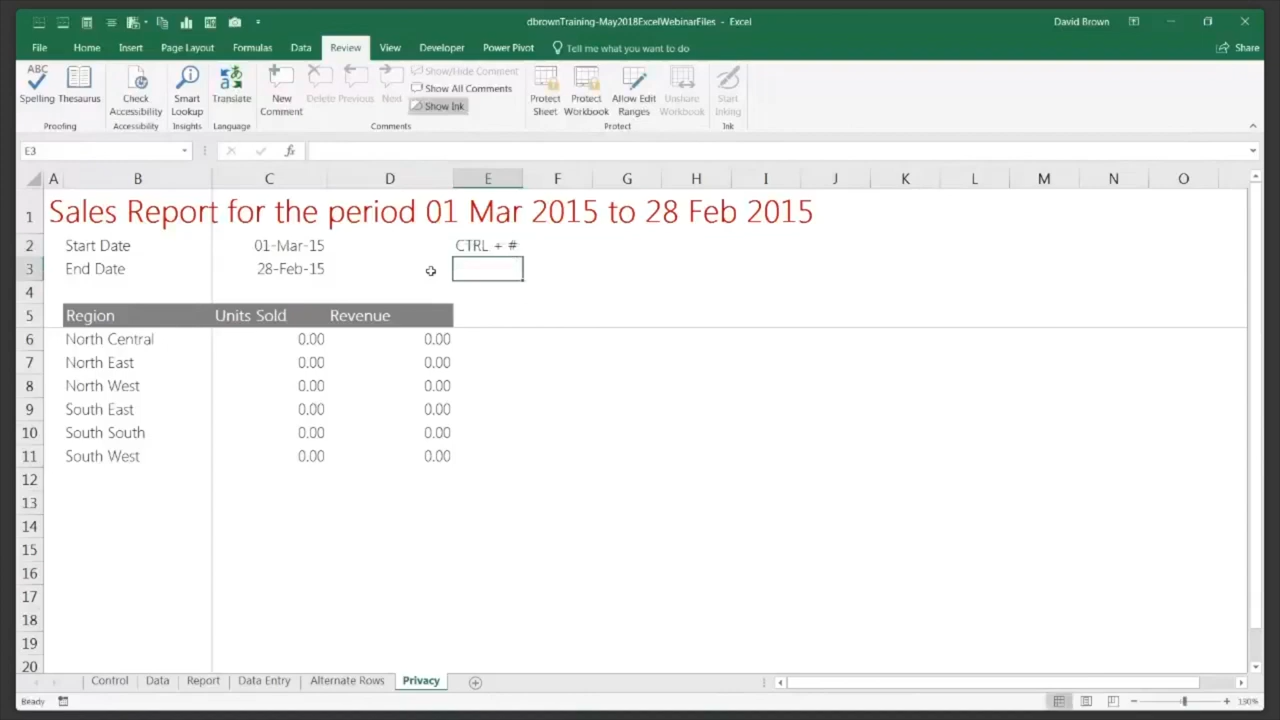 dbrownTraining-May2018ExcelWebinarFiles - Excel
David Brown
File Home Insert Page Layout Formulas Data Review View Developer Power Pivot Tell me what you want to do Share
ABC
Spelling Thesaurus Check Accessibility Smart Lookup Translate New Comment Delete Previous Next Show/Hide Comment Show All Comments Show Ink Protect Sheet Protect Workbook Allow Edit Ranges Unshare Workbook Start Inking
Proofing Accessibility Insights Language Comments Protect Ink
E3 fx
A B C D E F G H I J K L M N O
1 Sales Report for the period 01 Mar 2015 to 28 Feb 2015
2 Start Date 01-Mar-15 CTRL + #
3 End Date 28-Feb-15
4
5 Region Units Sold Revenue
6 North Central 0.00 0.00
7 North East 0.00 0.00
8 North West 0.00 0.00
9 South East 0.00 0.00
10 South South 0.00 0.00
11 South West 0.00 0.00
12
13
14
15
16
17
18
19
20
Control Data Report Data Entry Alternate Rows Privacy
Ready 130%